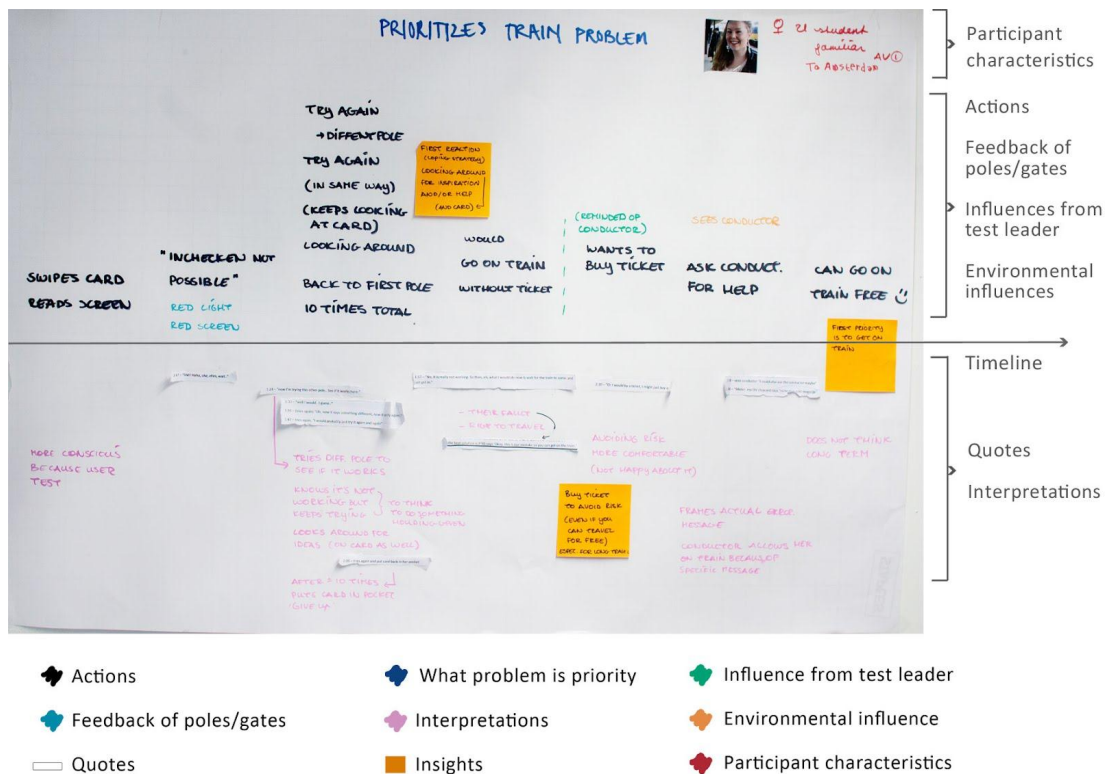 PRIORITIZES TRAIN PROBLEM
♀ 21 student
familiar
AV①
To Amsterdam
Participant
characteristics
TRY AGAIN
→ DIFFENT POLE
TRY AGAIN
(IN SAME WAY)
(KEEPS LOOKING
AT CARD)
LOOKING AROUND
BACK TO FIRST POLE
10 TIMES TOTAL
FIRST REACTION
(COPING STRATEGY)
LOOKING AROUND
FOR INSPIRATION
AND/OR HELP
(AND CARD)
SWIPES CARD
READS SCREEN
"INCHECKEN NOT
POSSIBLE"
RED LIGHT
RED SCREEN
WOULD
GO ON TRAIN
WITHOUT TICKET
(REMINDED OF
CONDUCTOR)
WANTS TO
BUY TICKET
SEES CONDUCTOR
ASK CONDUCT.
FOR HELP
CAN GO ON
TRAIN FREE
FIRST PRIORITY
IS TO GET ON
TRAIN
Actions
Feedback of
poles/gates
Influences from
test leader
Environmental
influences
Timeline
Quotes
Interpretations
MORE CONSCIOUS
BECAUSE USER
TEST
TRIES DIFF POLE TO
SEE IF IT WORKS
KNOWS IT'S NOT
WORKING BUT
KEEPS TRYING
TO THINK
TO DO SOMETHING
LOOKS AROUND FOR
IDEAS (ON CARD AS WELL)
AFTER ± 10 TIMES
PUTS CARD IN POCKET
GIVE UP
- THEIR FAULT
TO TRAVEL
AVOIDING RISK
MORE COMFORTABLE
(NOT HAPPY ABOUT IT)
BUY TICKET
TO AVOID RISK
(EVEN IF YOU
CAN TRAVEL
FOR FREE)
FRAMES ACTUAL ERROR
MESSAGE
CONDUCTOR ALLOWS HER
ON TRAIN BECAUSE OF
SPECIFIC MESSAGE
DOES NOT THINK
LONG TERM
Actions
What problem is priority
Influence from test leader
Feedback of poles/gates
Interpretations
Environmental influence
Quotes
Insights
Participant characteristics